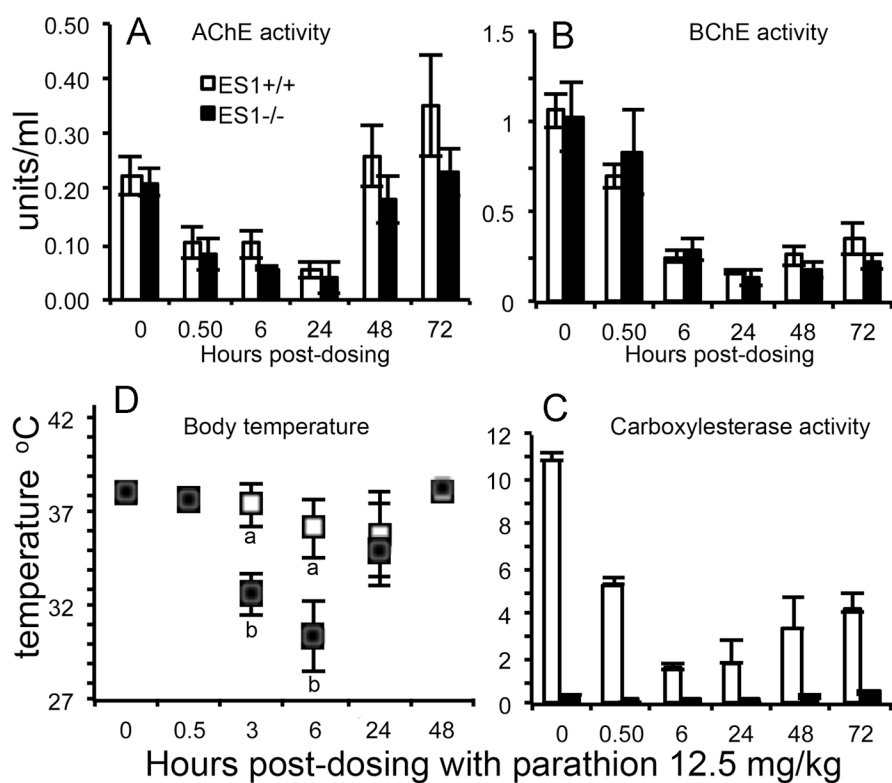 A AChE activity
0.50
0.40
0.30
0.20
0.10
0.00
units/ml
ES1+/+
ES1-/-
0 0.50 6 24 48 72
Hours post-dosing
B BChE activity
1.5
1
0.5
0
0 0.50 6 24 48 72
Hours post-dosing
D Body temperature
42
37
32
27
temperature ºC
a
b
a
b
0 0.5 3 6 24 48
C Carboxylesterase activity
12
10
8
6
4
2
0
0 0.50 6 24 48 72
Hours post-dosing with parathion 12.5 mg/kg